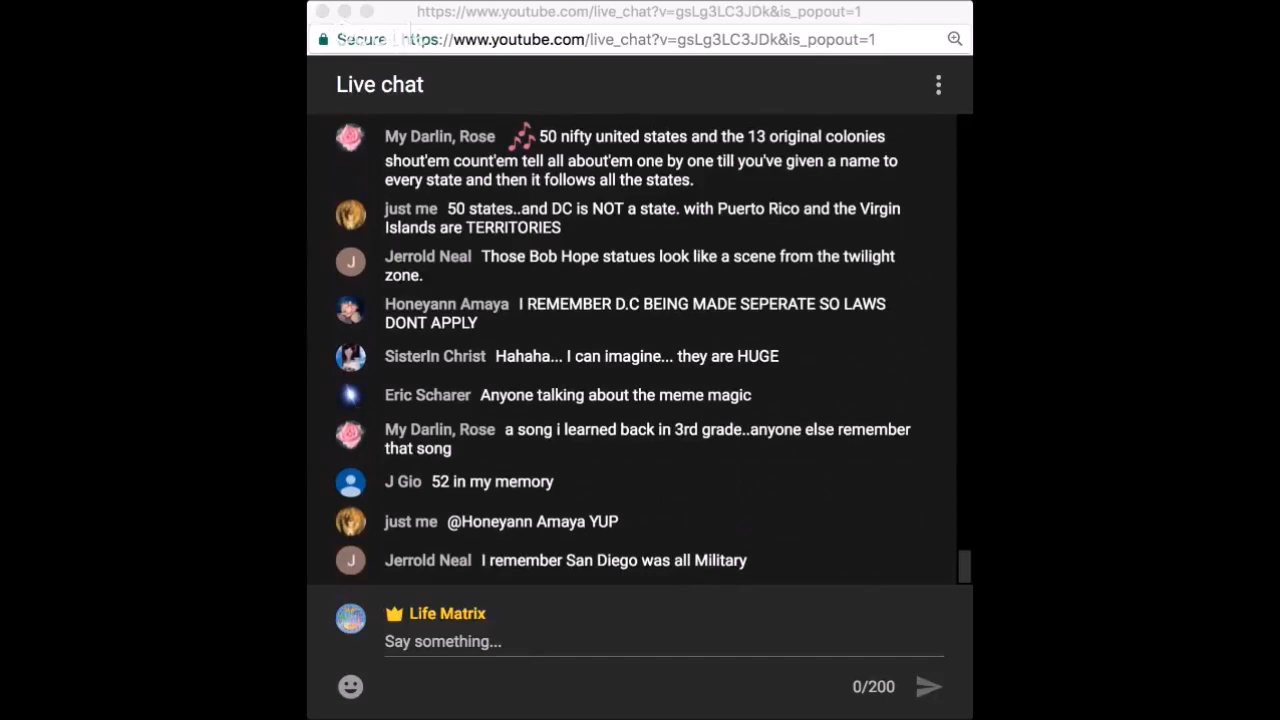 https://www.youtube.com/live_chat?v=gsLg3LC3JDk&is_popout=1
Secure https://www.youtube.com/live_chat?v=gsLg3LC3JDk&is_popout=1
Live chat
My Darlin, Rose 🎶 50 nifty united states and the 13 original colonies
shout'em count'em tell all about'em one by one till you've given a name to
every state and then it follows all the states.
just me 50 states..and DC is NOT a state. with Puerto Rico and the Virgin
Islands are TERRITORIES
Jerrold Neal Those Bob Hope statues look like a scene from the twilight
zone.
Honeyann Amaya I REMEMBER D.C BEING MADE SEPERATE SO LAWS
DONT APPLY
SisterIn Christ Hahaha... I can imagine... they are HUGE
Eric Scharer Anyone talking about the meme magic
My Darlin, Rose a song i learned back in 3rd grade..anyone else remember
that song
J Gio 52 in my memory
just me @Honeyann Amaya YUP
J Jerrold Neal I remember San Diego was all Military
Life Matrix
Say something...
0/200